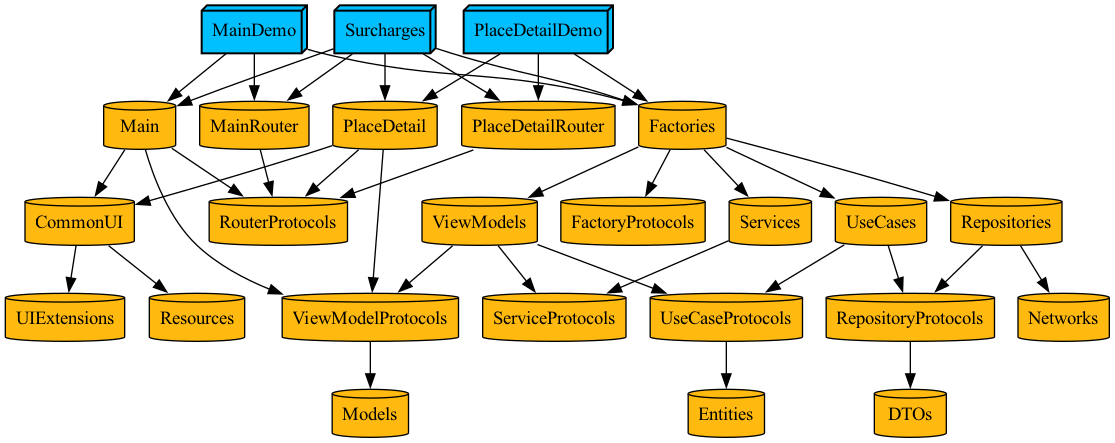 MainDemo
Surcharges
PlaceDetailDemo
Main
MainRouter
PlaceDetail
PlaceDetailRouter
Factories
CommonUI
RouterProtocols
ViewModels
FactoryProtocols
Services
UseCases
Repositories
UIExtensions
Resources
ViewModelProtocols
ServiceProtocols
UseCaseProtocols
RepositoryProtocols
Networks
Models
Entities
DTOs